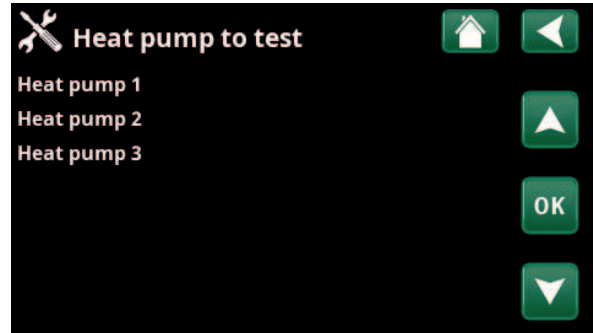 Heat pump to test
Heat pump 1
Heat pump 2
Heat pump 3
OK